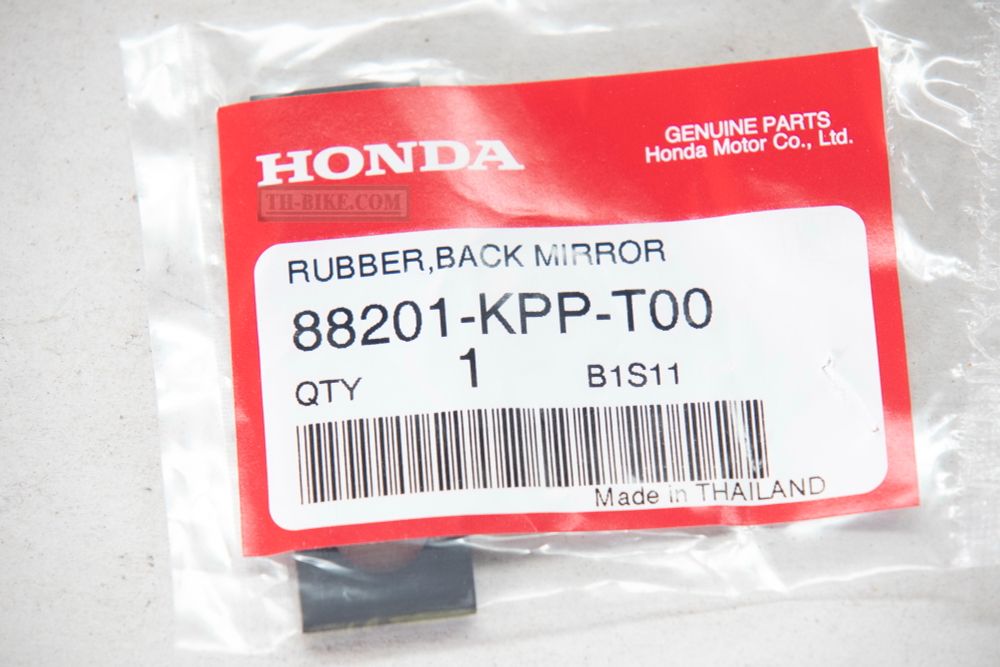 HONDA
GENUINE PARTS
Honda Motor Co., Ltd.
TH-BIKE.COM
RUBBER,BACK MIRROR
88201-KPP-T00
QTY 1 B1S11
Made in THAILAND